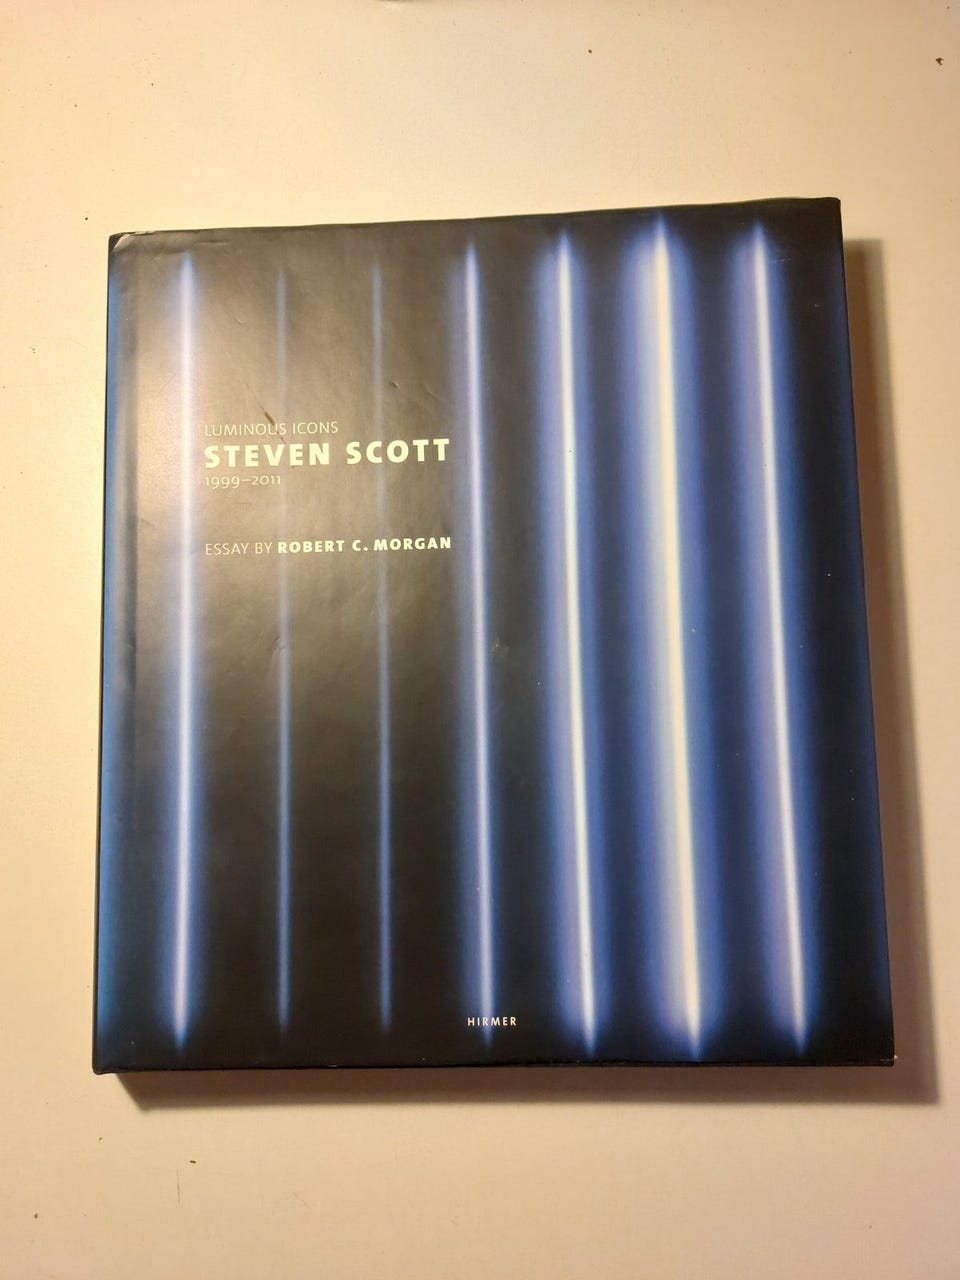 LUMINOUS ICONS
STEVEN SCOTT
1999–2011
ESSAY BY ROBERT C. MORGAN
HIRMER